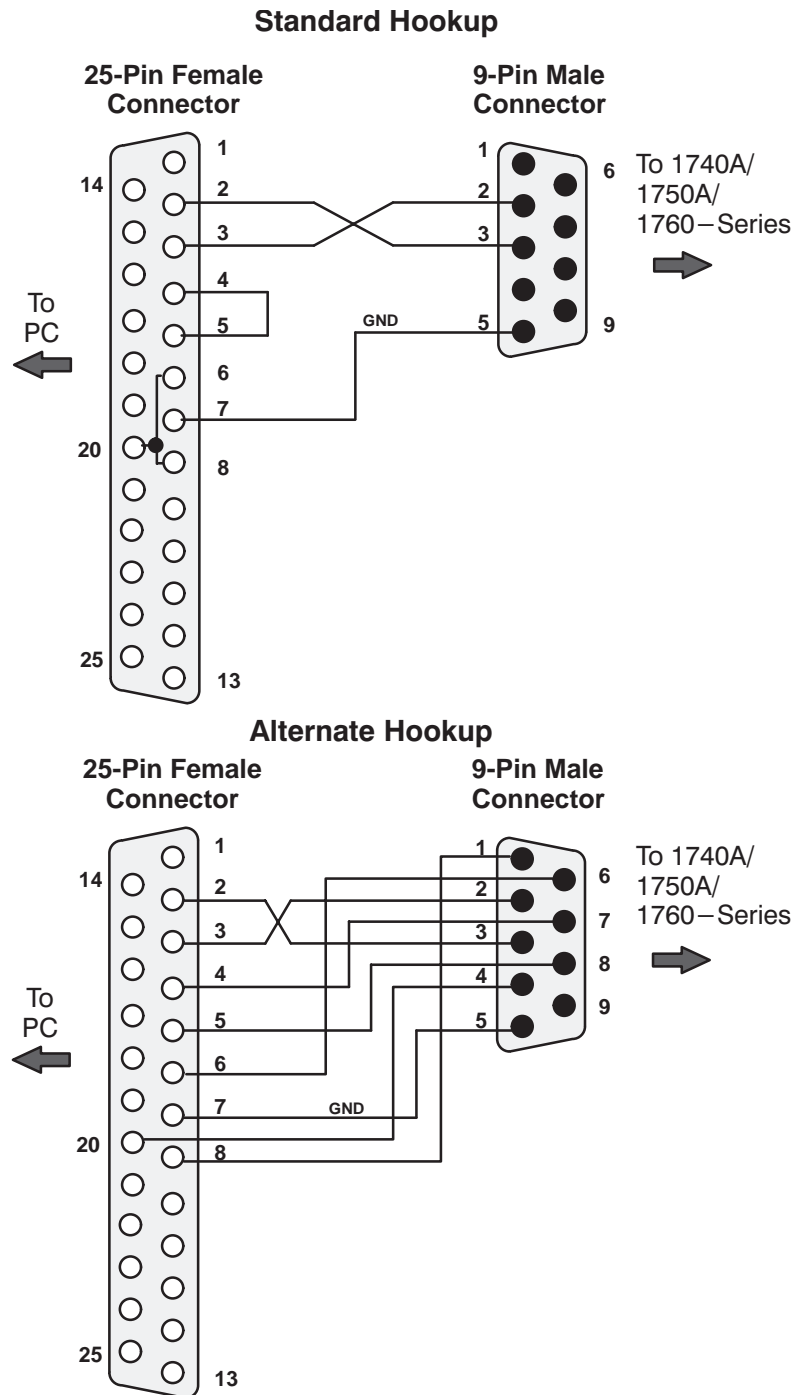 Standard Hookup
25-Pin Female
Connector
9-Pin Male
Connector
1
14
2
3
4
5
6
7
20
8
25
13
To
PC
GND
1
2
3
5
6
9
To 1740A/
1750A/
1760–Series
Alternate Hookup
25-Pin Female
Connector
9-Pin Male
Connector
1
14
2
3
4
5
6
7
20
8
25
13
To
PC
GND
1
2
3
4
5
6
7
8
9
To 1740A/
1750A/
1760–Series